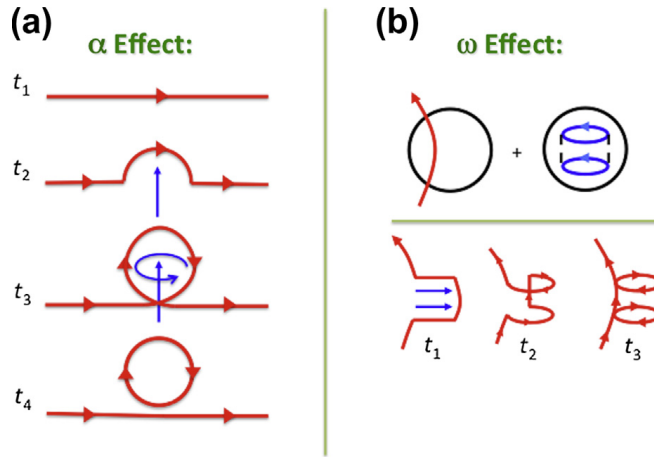 (a)
α Effect:
t₁
t₂
t₃
t₄
(b)
ω Effect:
+
t₁
t₂
t₃